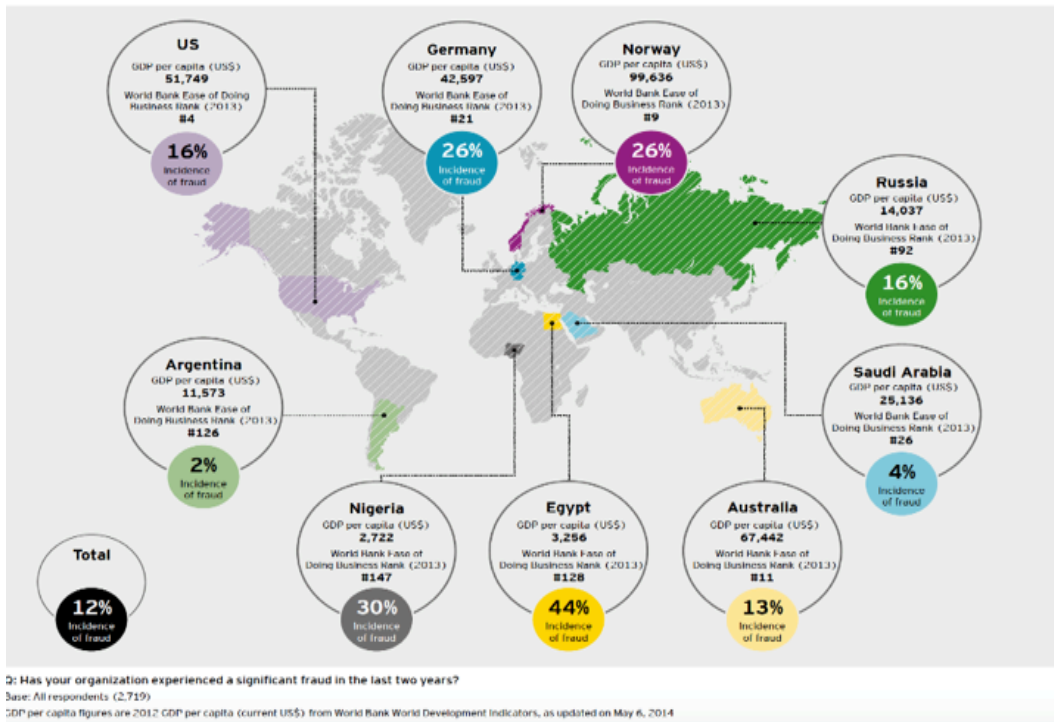 US
GDP per capita (US$)
51,749
World Bank Ease of Doing
Business Rank (2013)
#4
16%
Incidence
of fraud
Germany
GDP per capita (US$)
42,597
World Bank Ease of
Doing Business Rank (2013)
#21
26%
Incidence
of fraud
Norway
GDP per capita (US$)
99,636
World Bank Ease of
Doing Business Rank (2013)
#9
26%
Incidence
of fraud
Russia
GDP per capita (US$)
14,037
World Bank Ease of
Doing Business Rank (2013)
#92
16%
Incidence
of fraud
Argentina
GDP per capita (US$)
11,573
World Bank Ease of
Doing Business Rank (2013)
#126
2%
Incidence
of fraud
Saudi Arabia
GDP per capita (US$)
25,136
World Bank Ease of
Doing Business Rank (2013)
#26
4%
Incidence
of fraud
Nigeria
GDP per capita (US$)
2,722
World Bank Ease of
Doing Business Rank (2013)
#147
30%
Incidence
of fraud
Egypt
GDP per capita (US$)
3,256
World Bank Ease of
Doing Business Rank (2013)
#128
44%
Incidence
of fraud
Australia
GDP per capita (US$)
67,442
World Bank Ease of
Doing Business Rank (2013)
#11
13%
Incidence
of fraud
Total
12%
Incidence
of fraud
Q: Has your organization experienced a significant fraud in the last two years?
Base: All respondents (2,719)
GDP per capita figures are 2012 GDP per capita (current US$) from World Bank World Development Indicators, as updated on May 6, 2014